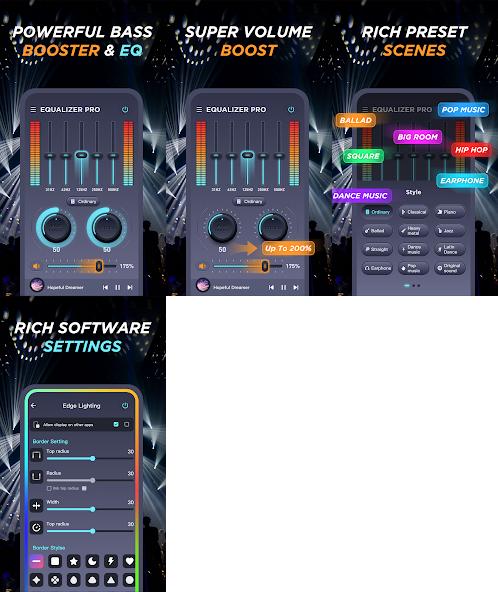 POWERFUL BASS
BOOSTER & EQ
EQUALIZER PRO
31HZ 62HZ 125HZ 250HZ 500HZ
Ordinary
50 50
175%
Hopeful Dreamer
SUPER VOLUME
BOOST
EQUALIZER PRO
31HZ 62HZ 125HZ 250HZ 500HZ
Ordinary
Up To 200%
50 50
175%
Hopeful Dreamer
RICH PRESET
SCENES
EQUALIZER PRO
POP MUSIC
BALLAD
BIG ROOM
SQUARE
HIP HOP
EARPHONE
DANCE MUSIC
Style
Ordinary Classical Piano
Ballad Heavy metal Jazz
Straight Dance music Latin Dance
Earphone Pop music Original sound
RICH SOFTWARE
SETTINGS
Edge Lighting
Allow display on other apps
Border Setting
Top radius 30
Radius 30
link top radius
Width 30
Top radius 30
Border Stylse